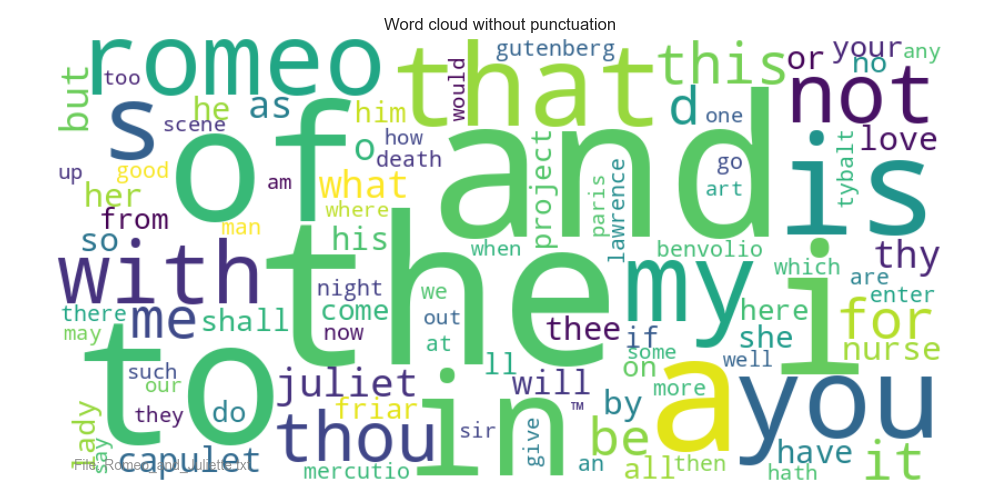 Word cloud without punctuation
romeo
that
this
or
your
any
no
gutenberg
too
but
s
he
as
him
would
d
one
not
love
scene
how
death
o
of
and
is
up
good
am
what
project
paris
lawrence
go
art
tybalt
her
from
where
man
so
his
when
benvolio
thy
which
are
with
the
my
i
there
me
shall
night
come
we
now
out
at
thee
if
here
she
enter
for
nurse
may
to
such
our
juliet
ll
will
some
on
well
more
a
you
they
do
friar
thou
in
™
by
lady
say
capulet
mercutio
sir
give
an
be
all
then
have
hath
it
File: Romeo and Juliette.txt